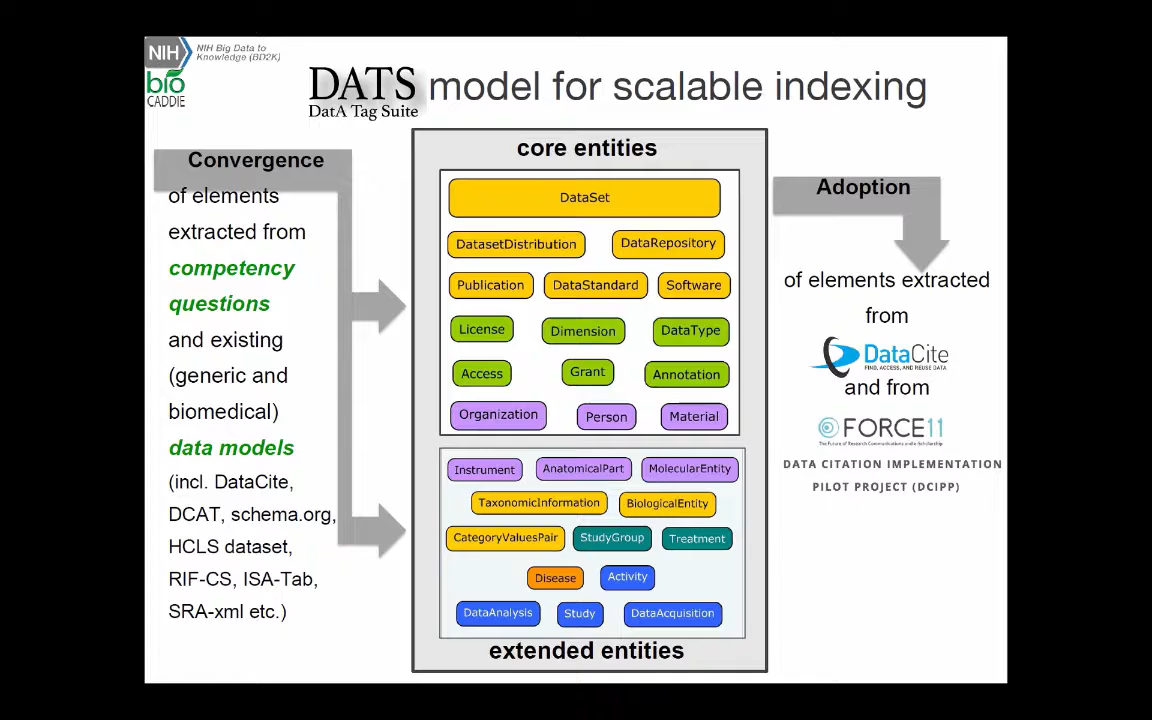 NIH
NIH Big Data to
Knowledge (BD2K)
bio
CADDIE
DATS model for scalable indexing
DatA Tag Suite
Convergence
of elements
extracted from
competency
questions
and existing
(generic and
biomedical)
data models
(incl. DataCite,
DCAT, schema.org,
HCLS dataset,
RIF-CS, ISA-Tab,
SRA-xml etc.)
core entities
DataSet
DatasetDistribution DataRepository
Publication DataStandard Software
License Dimension DataType
Access Grant Annotation
Organization Person Material
Instrument AnatomicalPart MolecularEntity
TaxonomicInformation BiologicalEntity
CategoryValuesPair StudyGroup Treatment
Disease Activity
DataAnalysis Study DataAcquisition
extended entities
Adoption
of elements extracted
from
DataCite
FIND, ACCESS, AND REUSE DATA
and from
FORCE11
The Future of Research Communications and e-Scholarship
DATA CITATION IMPLEMENTATION
PILOT PROJECT (DCIPP)